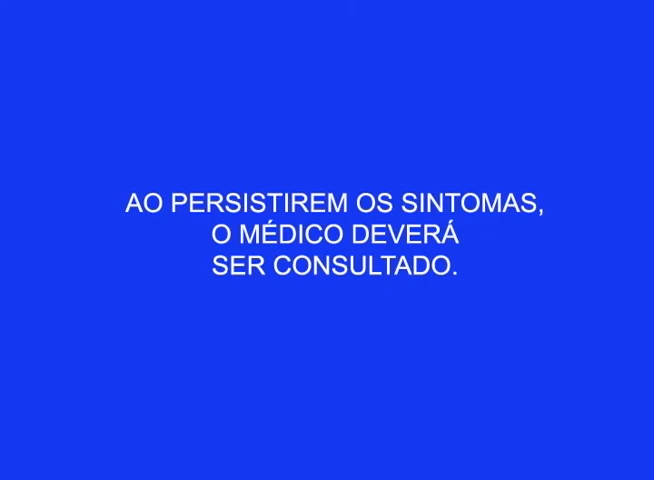 AO PERSISTIREM OS SINTOMAS,
O MÉDICO DEVERÁ
SER CONSULTADO.